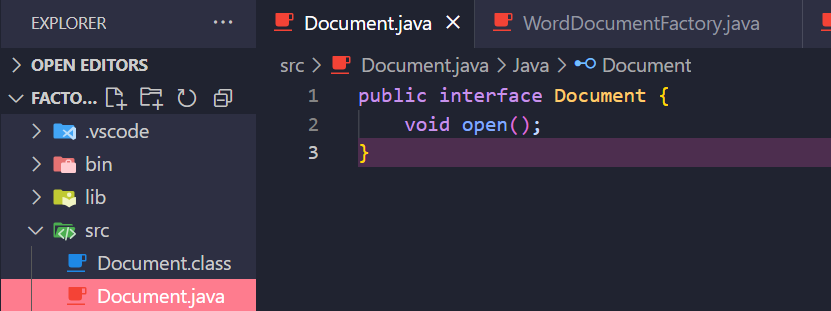 EXPLORER
OPEN EDITORS
FACTO...
.vscode
bin
lib
src
Document.class
Document.java
Document.java WordDocumentFactory.java
src > Document.java > Java > Document
1 public interface Document {
2     void open();
3 }